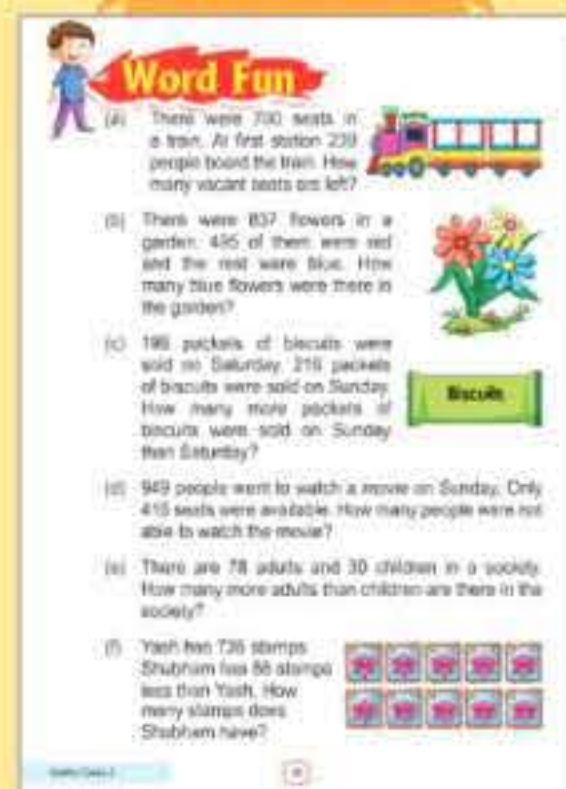 Word Fun
(a) There were 700 seats in
a train. At first station 239
people board the train. How
many vacant seats are left?
(b) There were 837 flowers in a
garden. 435 of them were red
and the rest were blue. How
many blue flowers were there in
the garden?
(c) 198 packets of biscuits were
sold on Saturday. 216 packets
of biscuits were sold on Sunday.
How many more packets of
biscuits were sold on Sunday
than Saturday?
Biscuits
(d) 949 people went to watch a movie on Sunday. Only
415 seats were available. How many people were not
able to watch the movie?
(e) There are 78 adults and 30 children in a society.
How many more adults than children are there in the
society?
(f) Yash has 736 stamps.
Shubham has 86 stamps
less than Yash. How
many stamps does
Shubham have?